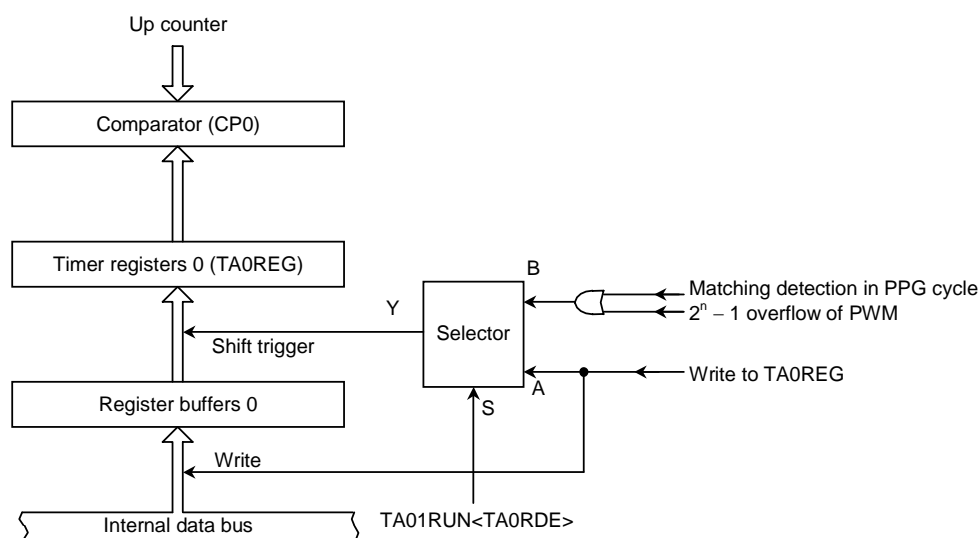 Up counter
Comparator (CP0)
Timer registers 0 (TA0REG)
B
Matching detection in PPG cycle
2ⁿ − 1 overflow of PWM
Y
Selector
Shift trigger
A
Write to TA0REG
Register buffers 0
S
Write
TA01RUN<TA0RDE>
Internal data bus